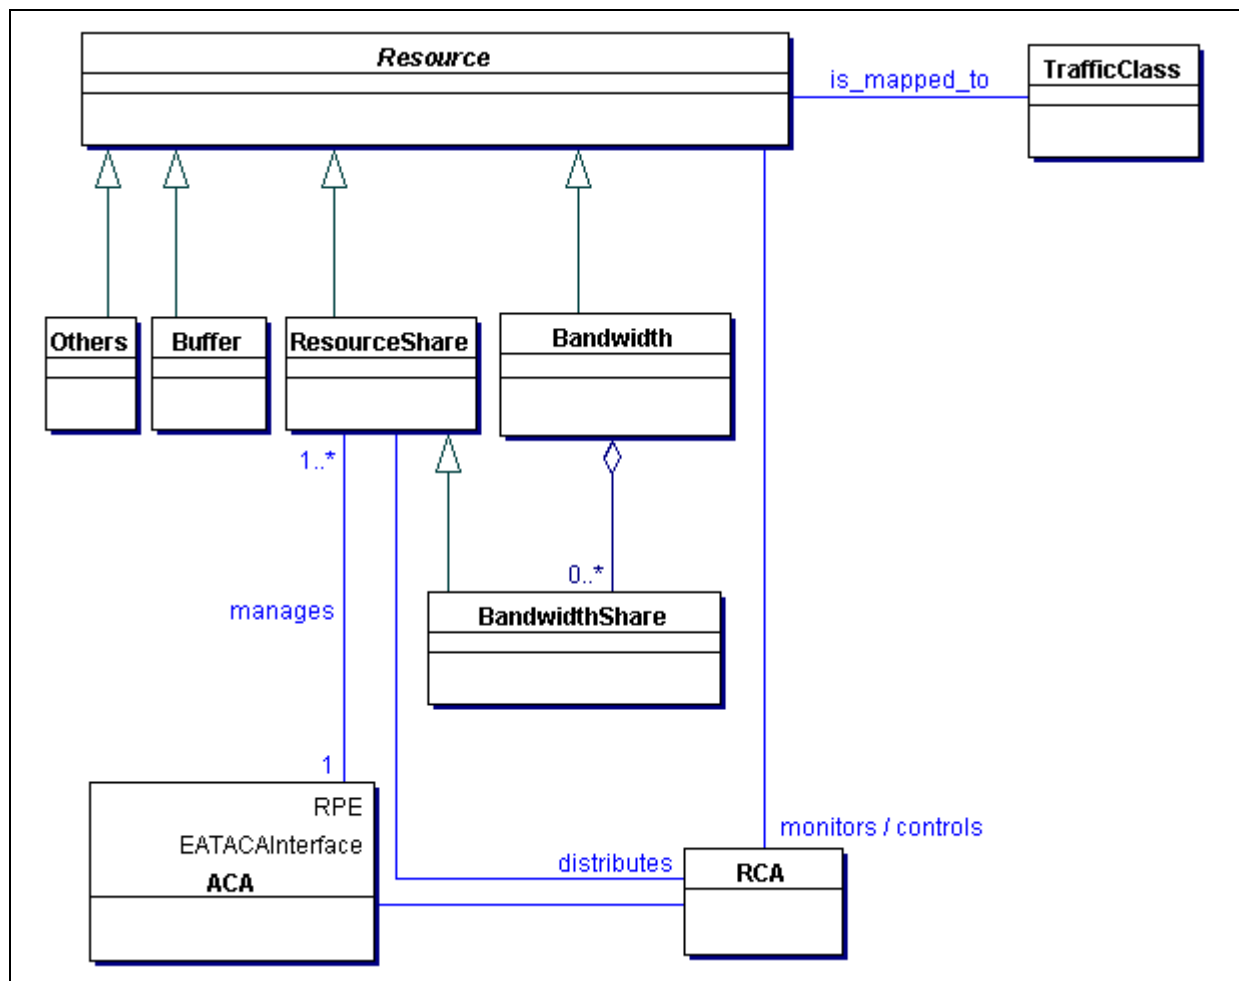 Resource
is_mapped_to
TrafficClass
Others
Buffer
ResourceShare
Bandwidth
1..*
0..*
manages
BandwidthShare
1
RPE
EATACAInterface
ACA
distributes
monitors / controls
RCA